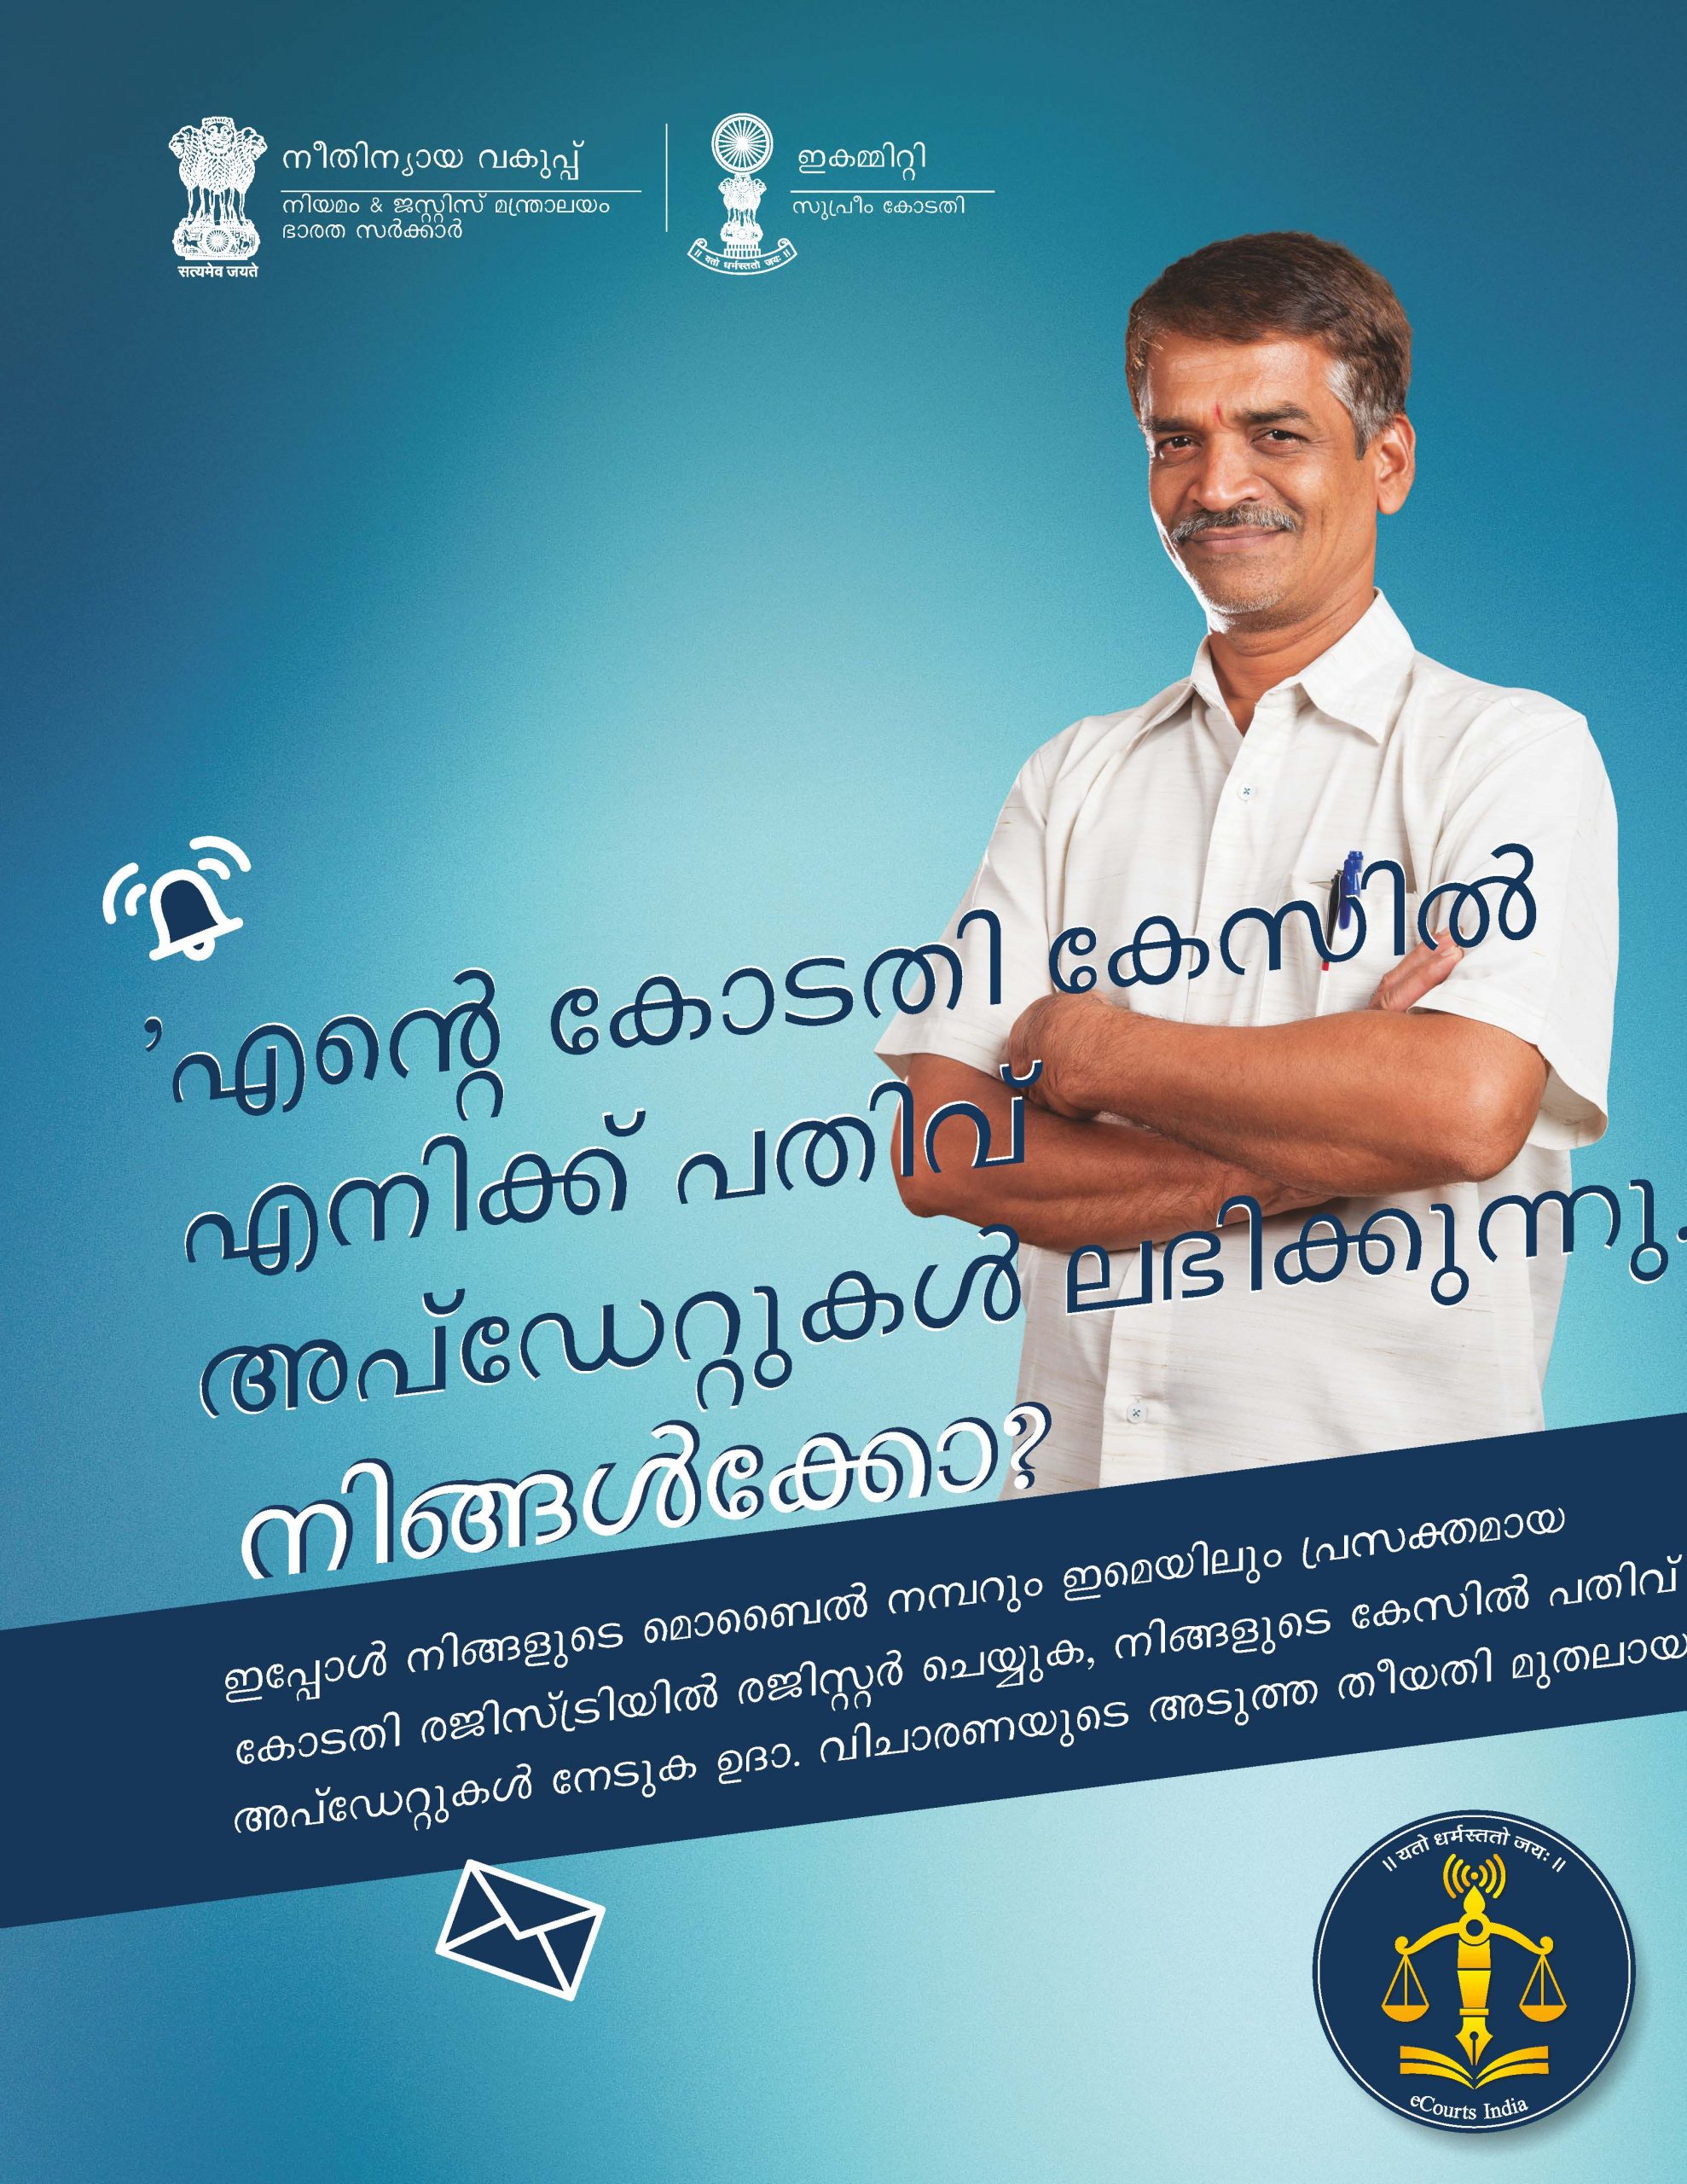 നീതിന്യായ വകുപ്പ്
നിയമം & ജസ്റ്റിസ് മന്ത്രാലയം
ഭാരത സർക്കാർ
सत्यमेव जयते
ഇകമ്മിറ്റി
സുപ്രീം കോടതി
॥ यतो धर्मस्ततो जयः ॥
'എന്റെ കോടതി കേസിൽ
എനിക്ക് പതിവ്
അപ്ഡേറ്റുകൾ ലഭിക്കുന്നു.
നിങ്ങൾക്കോ?
ഇപ്പോൾ നിങ്ങളുടെ മൊബൈൽ നമ്പറും ഇമെയിലും പ്രസക്തമായ
കോടതി രജിസ്ട്രിയിൽ രജിസ്റ്റർ ചെയ്യുക, നിങ്ങളുടെ കേസിൽ പതിവ്
അപ്ഡേറ്റുകൾ നേടുക ഉദാ. വിചാരണയുടെ അടുത്ത തീയതി മുതലായ
॥ यतो धर्मस्ततो जयः ॥
eCourts India